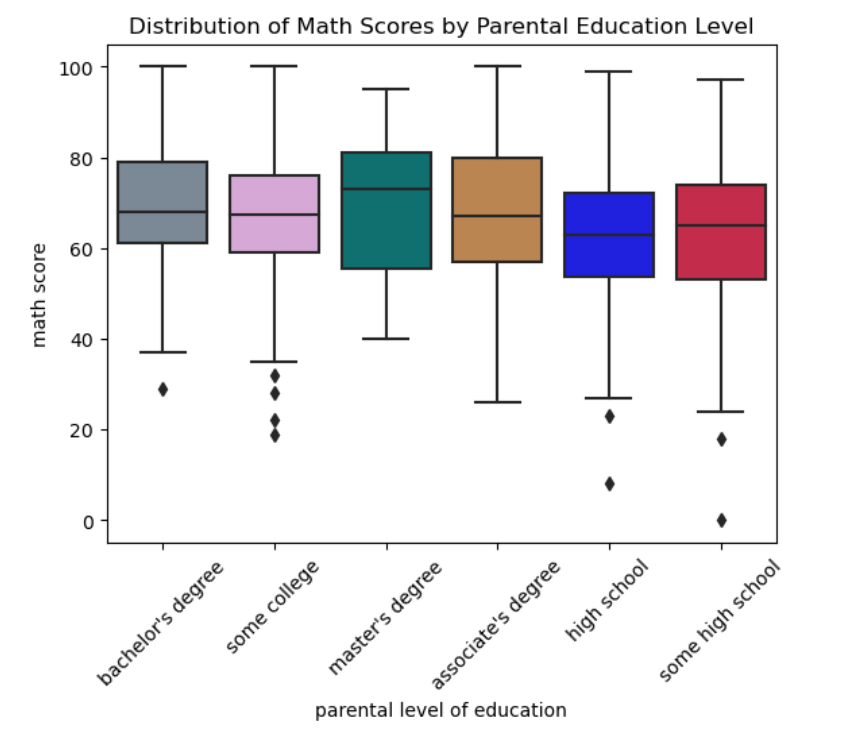 Distribution of Math Scores by Parental Education Level
math score
100
80
60
40
20
0
bachelor's degree
some college
master's degree
associate's degree
high school
some high school
parental level of education